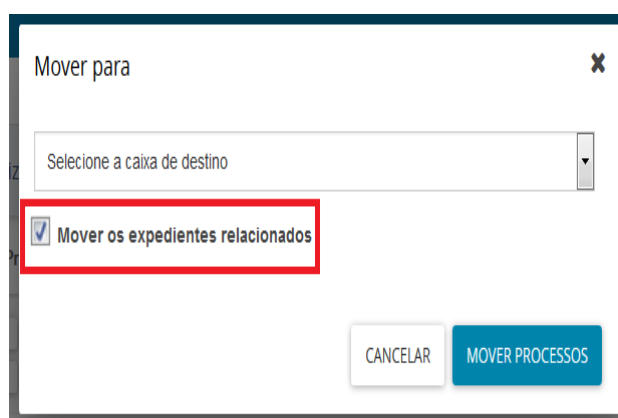 Mover para
Selecione a caixa de destino
Mover os expedientes relacionados
CANCELAR
MOVER PROCESSOS